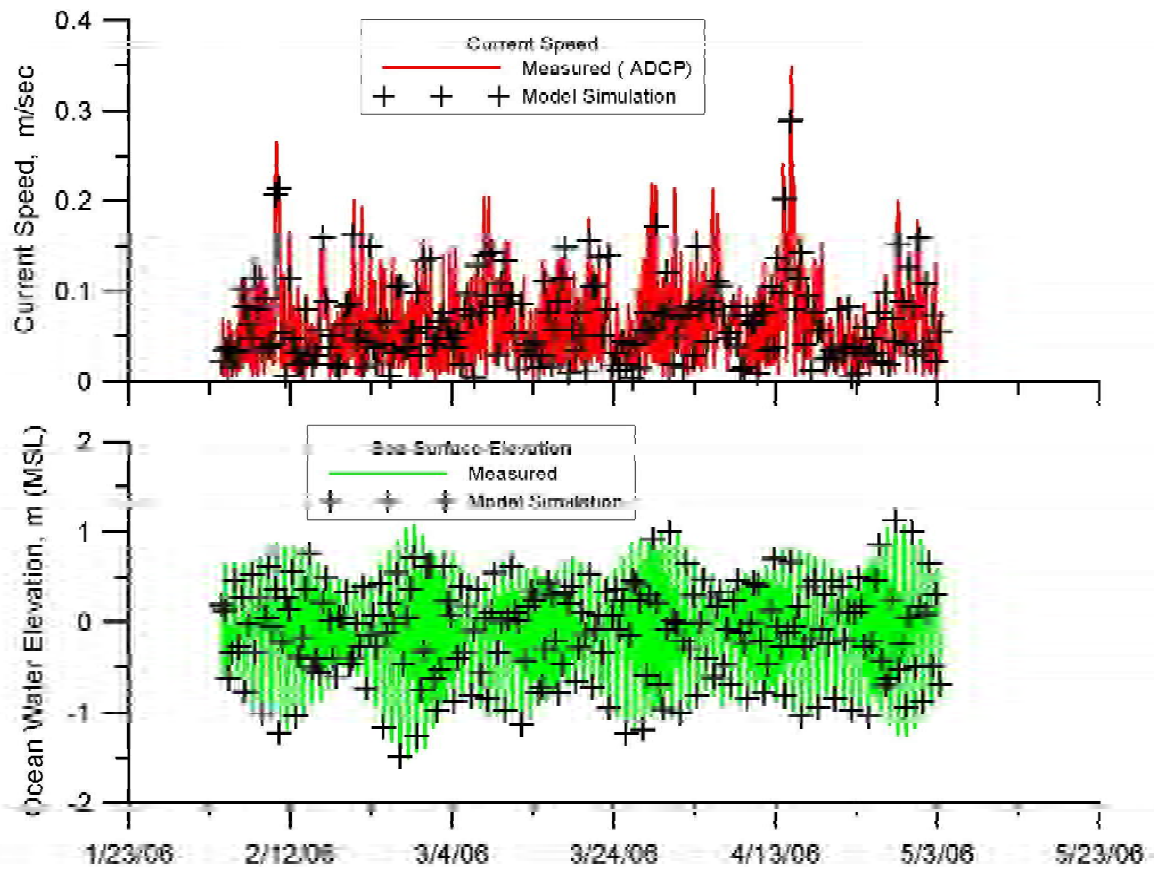 0.4
0.3
0.2
0.1
0
Current Speed, m/sec
Current Speed
Measured ( ADCP)
Model Simulation
2
1
0
-1
-2
Ocean Water Elevation, m (MSL)
Sea Surface Elevation
Measured
Model Simulation
1/23/06 2/12/06 3/4/06 3/24/06 4/13/06 5/3/06 5/23/06